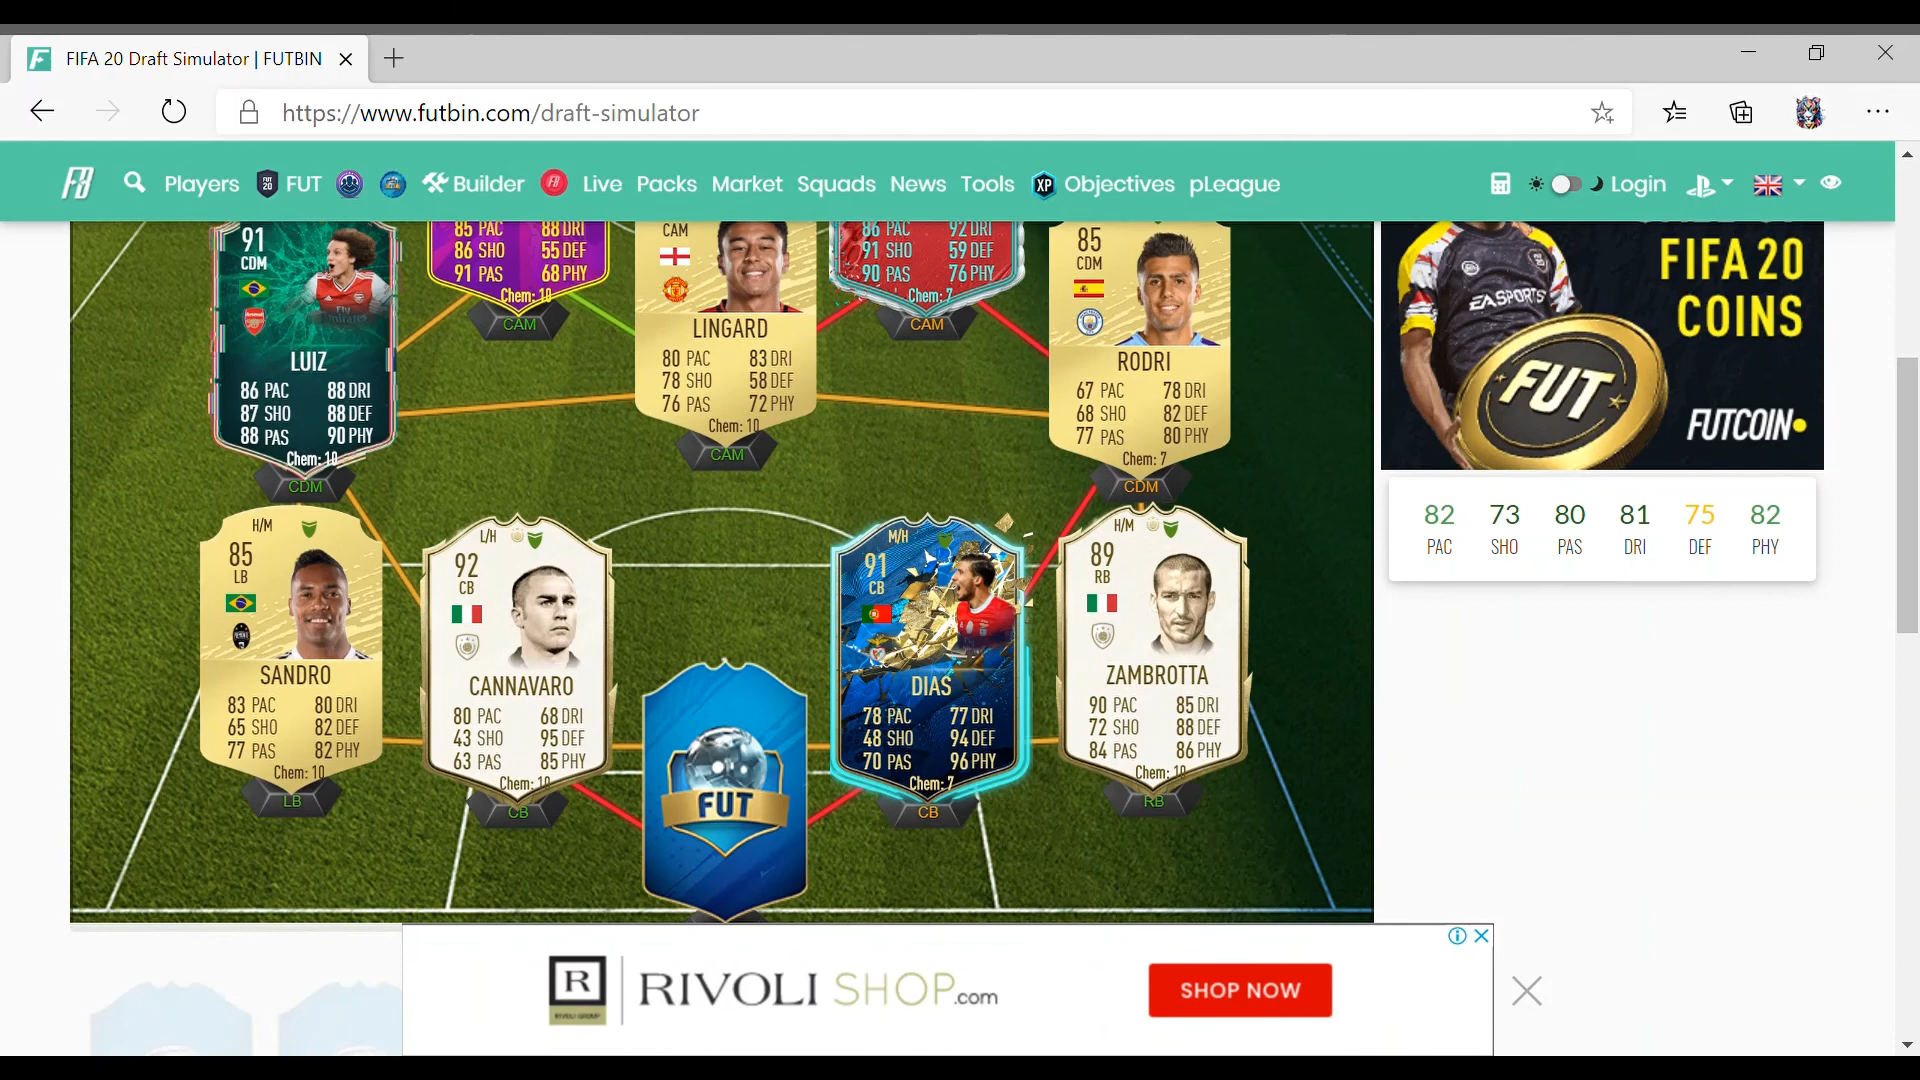 FIFA 20 Draft Simulator | FUTBIN
https://www.futbin.com/draft-simulator
Players FUT Builder Live Packs Market Squads News Tools XP Objectives pLeague Login
91
CDM
LUIZ
86 PAC 88 DRI
87 SHO 88 DEF
88 PAS 90 PHY
Chem: 10
CDM
85 PAC 88 DRI
86 SHO 55 DEF
91 PAS 68 PHY
Chem: 10
CAM
CAM
LINGARD
80 PAC 83 DRI
78 SHO 58 DEF
76 PAS 72 PHY
Chem: 10
CAM
86 PAC 92 DRI
91 SHO 59 DEF
90 PAS 76 PHY
Chem: 7
CAM
85
CDM
RODRI
67 PAC 78 DRI
68 SHO 82 DEF
77 PAS 80 PHY
Chem: 7
CDM
H/M
85
LB
SANDRO
83 PAC 80 DRI
65 SHO 82 DEF
77 PAS 82 PHY
Chem: 10
LB
L/H
92
CB
CANNAVARO
80 PAC 68 DRI
43 SHO 95 DEF
63 PAS 85 PHY
Chem: 10
CB
FUT
M/H
91
CB
DIAS
78 PAC 77 DRI
48 SHO 94 DEF
70 PAS 96 PHY
Chem: 7
CB
H/M
89
RB
ZAMBROTTA
90 PAC 85 DRI
72 SHO 88 DEF
84 PAS 86 PHY
Chem: 10
RB
EA SPORTS
FIFA 20
COINS
FUT
FUTCOIN
82 73 80 81 75 82
PAC SHO PAS DRI DEF PHY
R
RIVOLI GROUP
RIVOLI SHOP.com
SHOP NOW